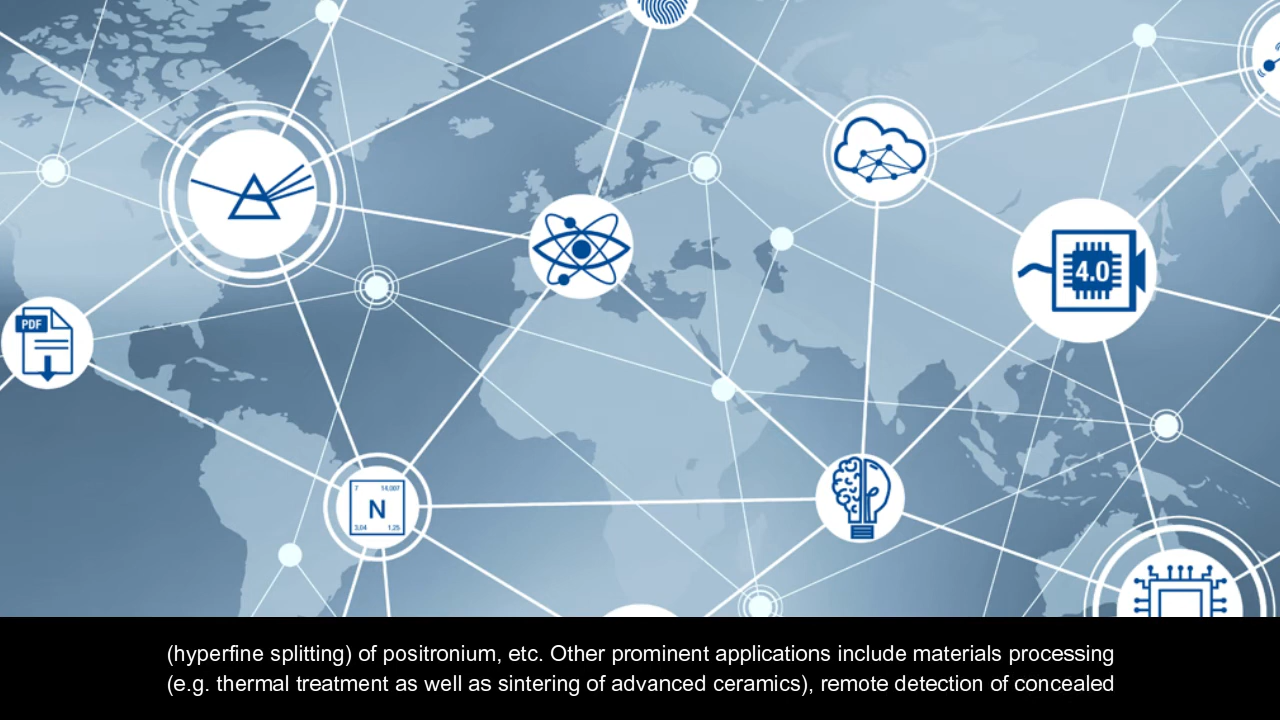 4.0
PDF
7 14,007
N
3,04 1,25
(hyperfine splitting) of positronium, etc. Other prominent applications include materials processing
(e.g. thermal treatment as well as sintering of advanced ceramics), remote detection of concealed